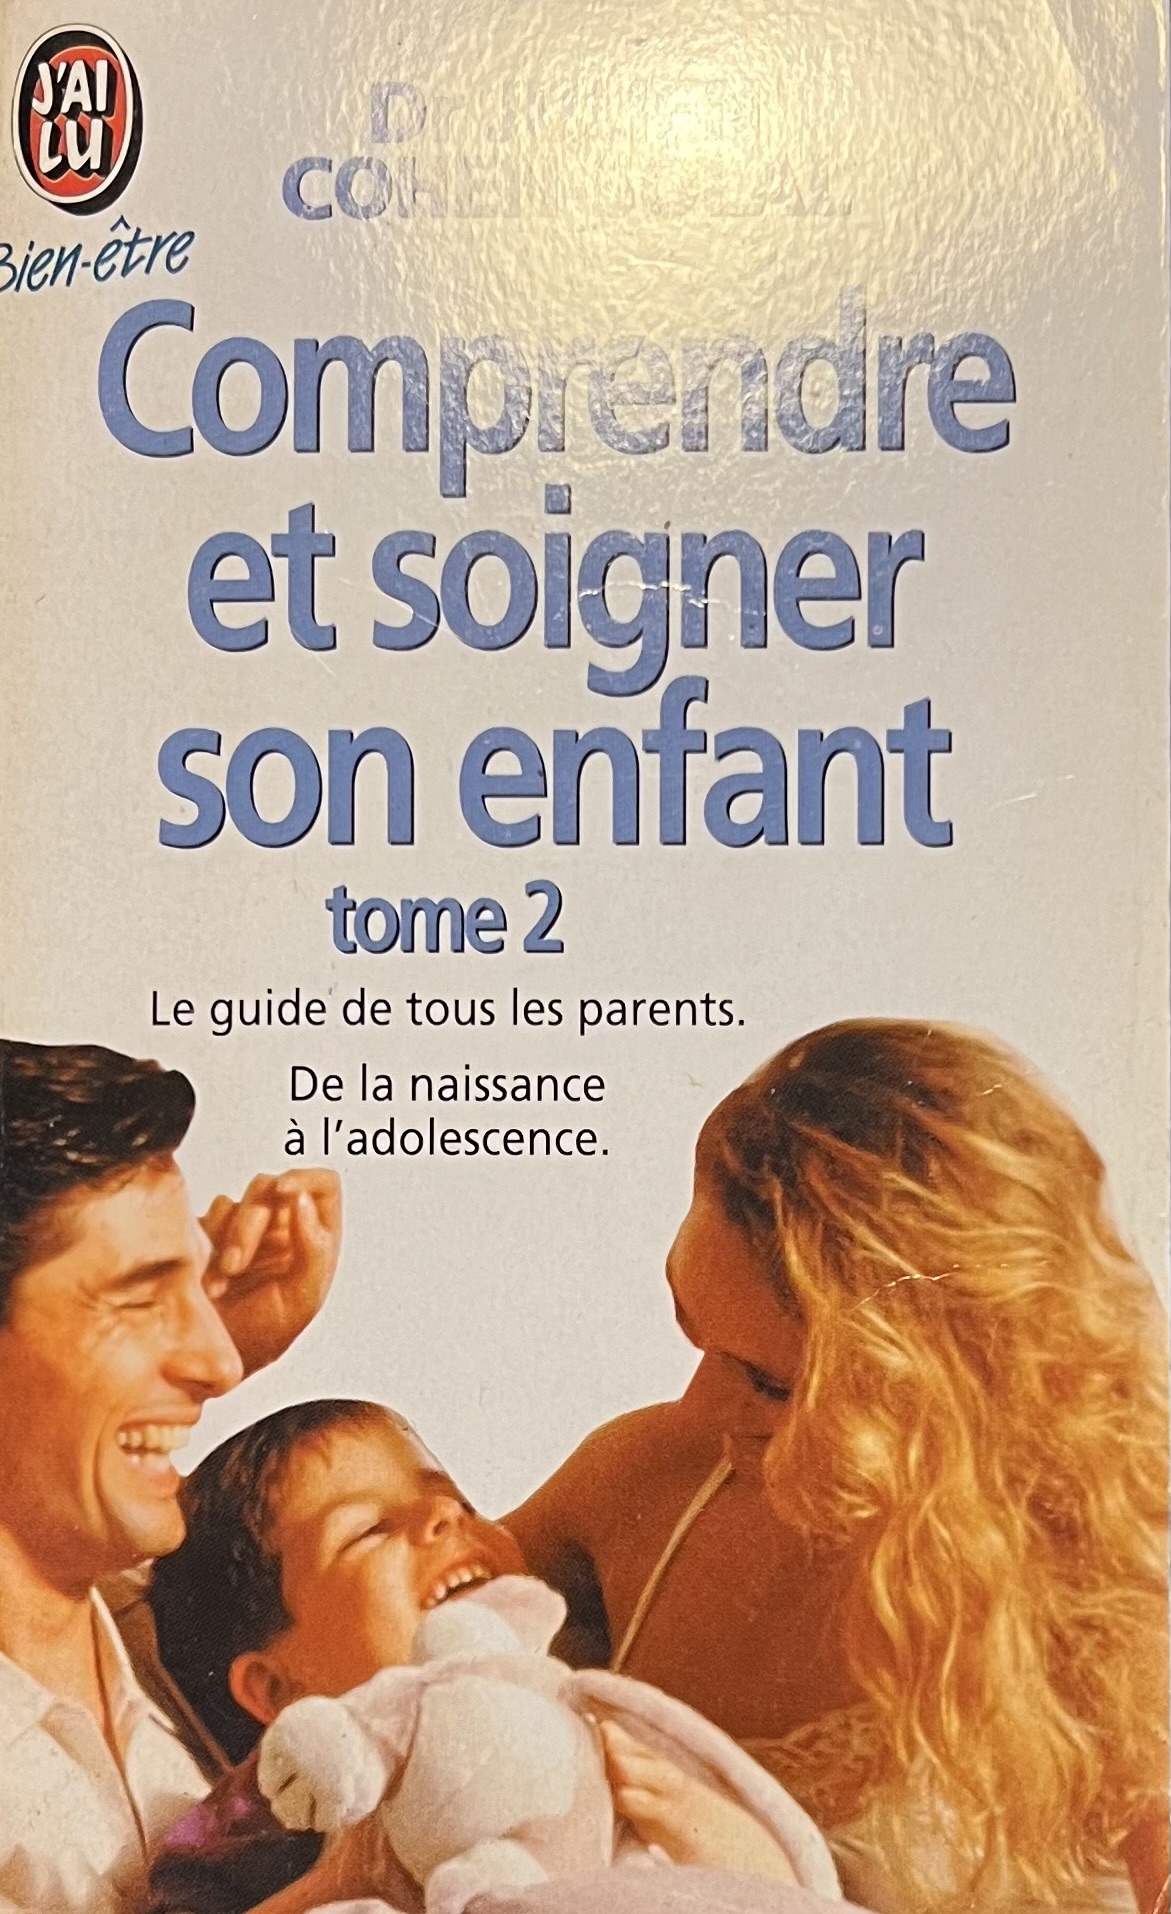 J'AI
LU
Bien-être
Dr
Comprendre
et soigner
son enfant
tome 2
Le guide de tous les parents.
De la naissance
à l'adolescence.